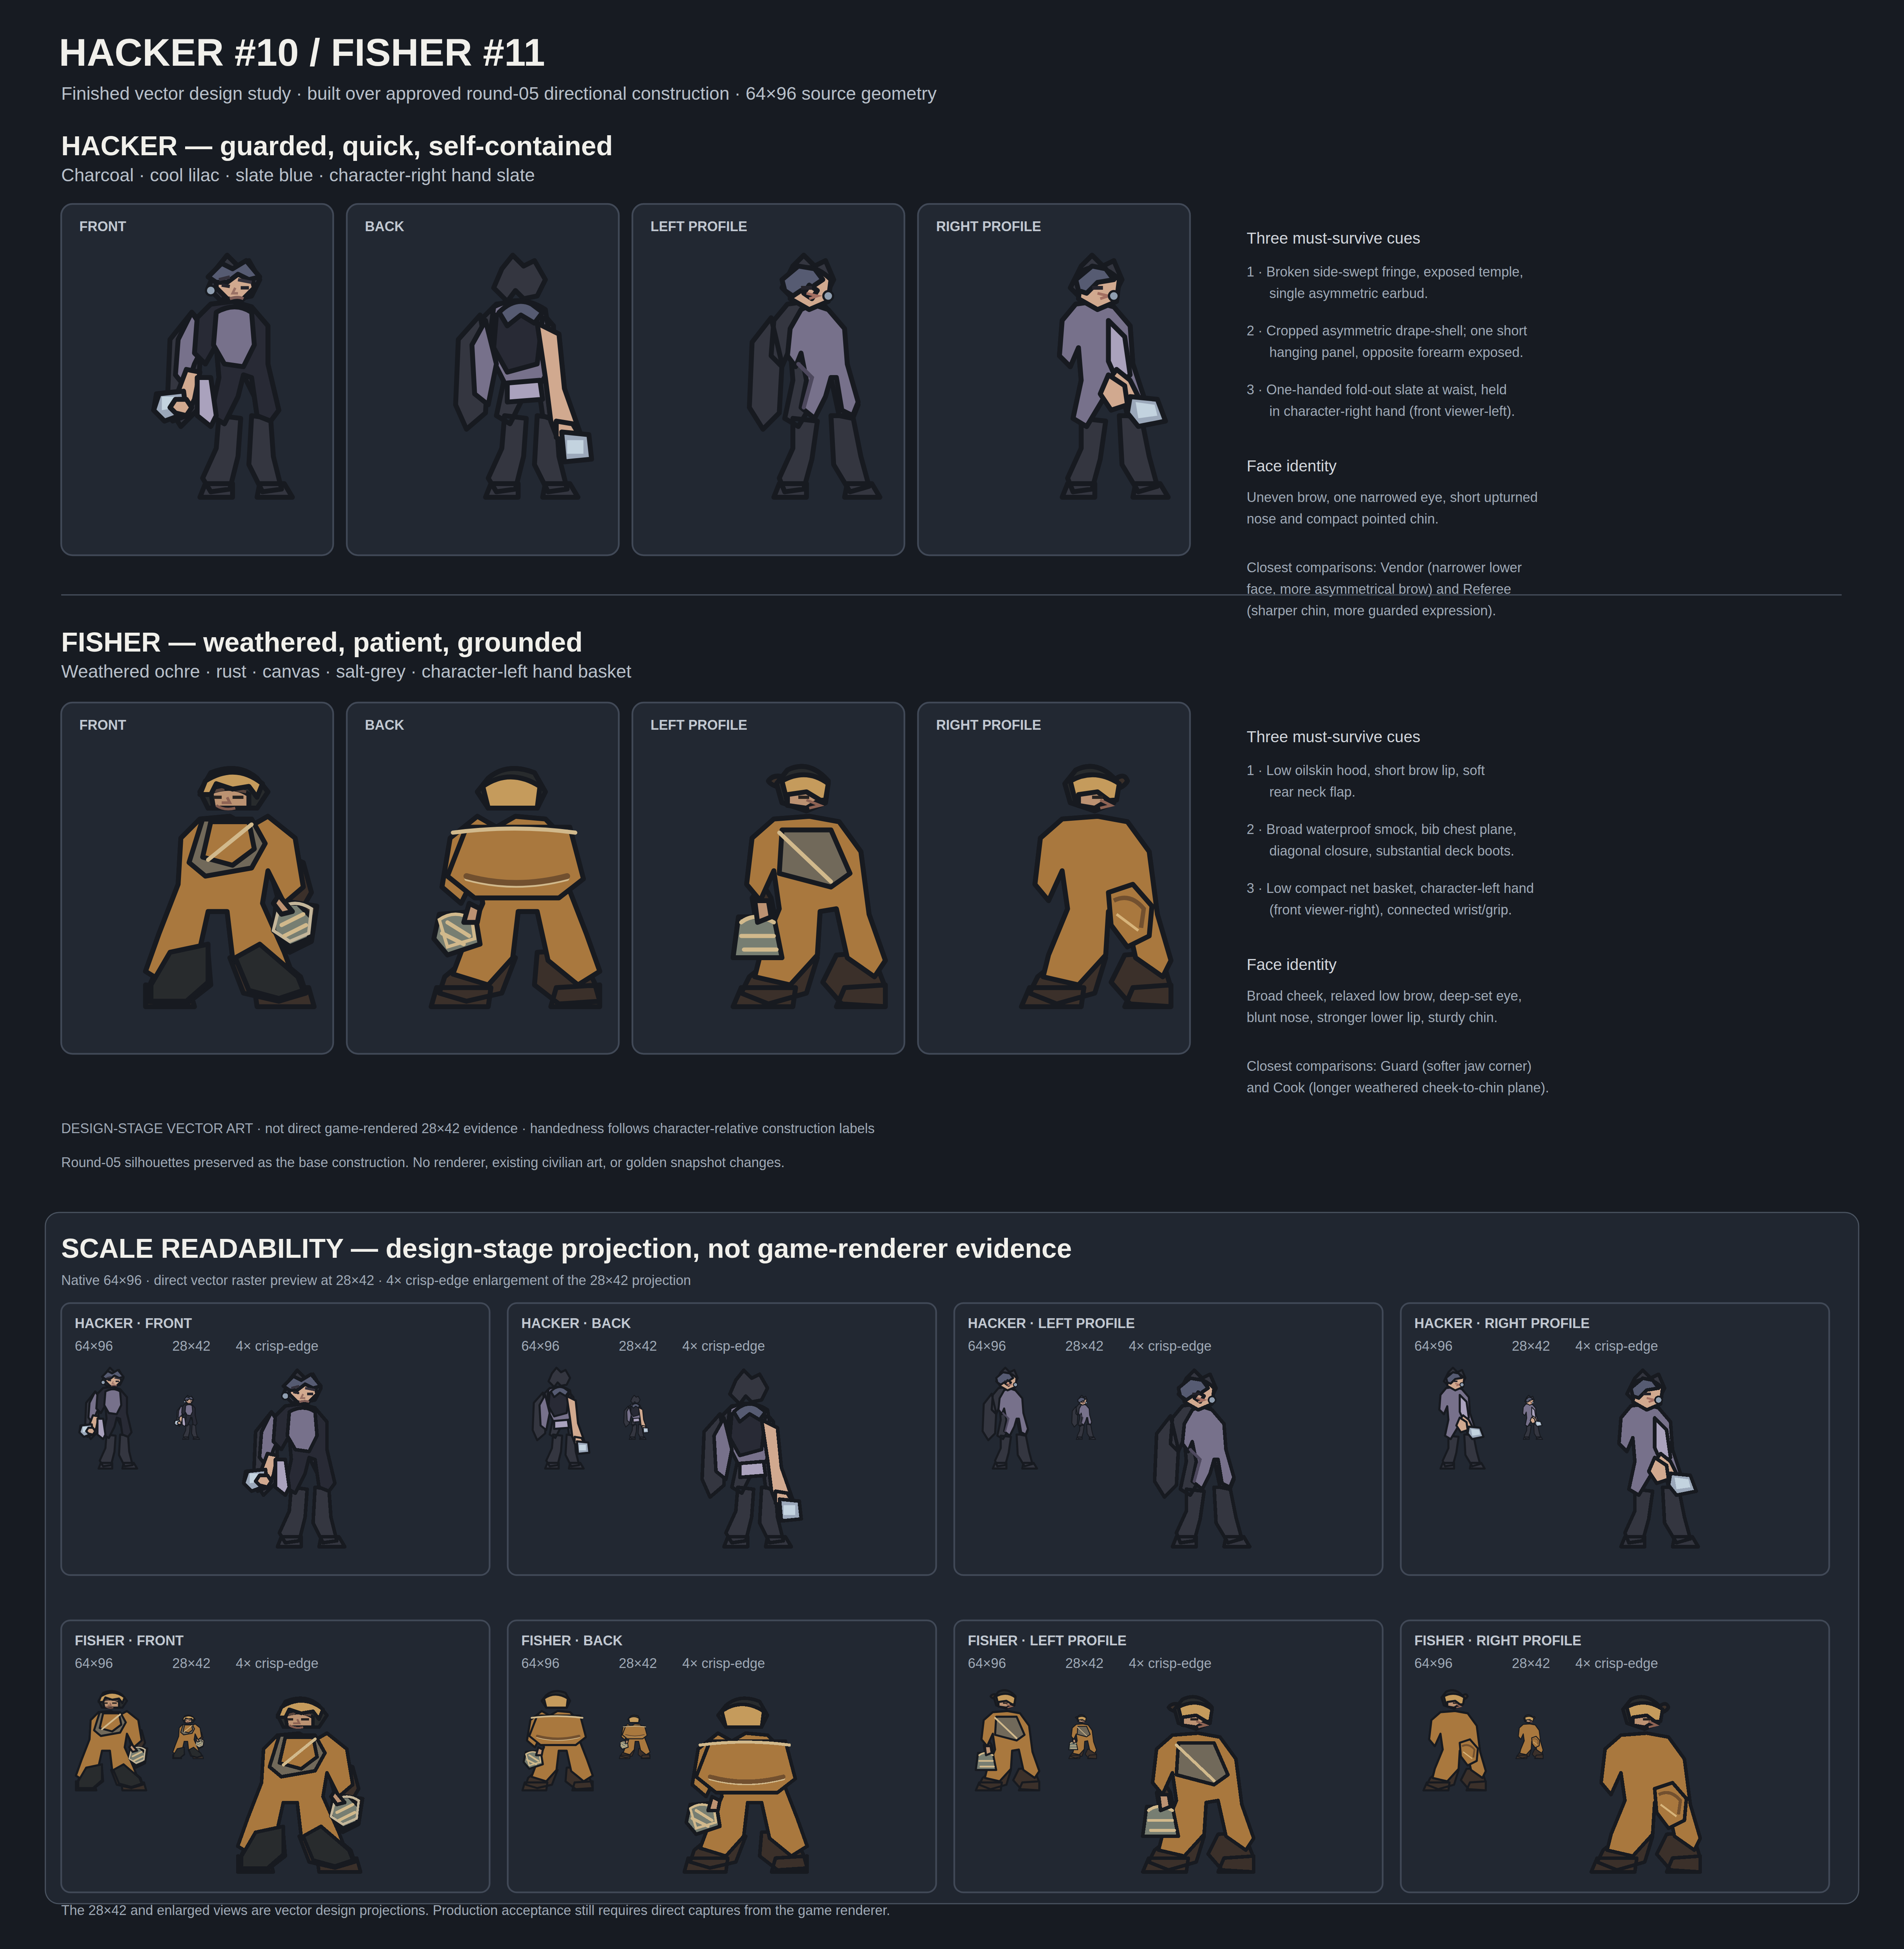 HACKER #10 / FISHER #11
Finished vector design study · built over approved round-05 directional construction · 64×96 source geometry
HACKER — guarded, quick, self-contained
Charcoal · cool lilac · slate blue · character-right hand slate
FRONT
BACK
LEFT PROFILE
RIGHT PROFILE
Three must-survive cues
1 · Broken side-swept fringe, exposed temple,
single asymmetric earbud.
2 · Cropped asymmetric drape-shell; one short
hanging panel, opposite forearm exposed.
3 · One-handed fold-out slate at waist, held
in character-right hand (front viewer-left).
Face identity
Uneven brow, one narrowed eye, short upturned
nose and compact pointed chin.
Closest comparisons: Vendor (narrower lower
face, more asymmetrical brow) and Referee
(sharper chin, more guarded expression).
FISHER — weathered, patient, grounded
Weathered ochre · rust · canvas · salt-grey · character-left hand basket
FRONT
BACK
LEFT PROFILE
RIGHT PROFILE
Three must-survive cues
1 · Low oilskin hood, short brow lip, soft
rear neck flap.
2 · Broad waterproof smock, bib chest plane,
diagonal closure, substantial deck boots.
3 · Low compact net basket, character-left hand
(front viewer-right), connected wrist/grip.
Face identity
Broad cheek, relaxed low brow, deep-set eye,
blunt nose, stronger lower lip, sturdy chin.
Closest comparisons: Guard (softer jaw corner)
and Cook (longer weathered cheek-to-chin plane).
DESIGN-STAGE VECTOR ART · not direct game-rendered 28×42 evidence · handedness follows character-relative construction labels
Round-05 silhouettes preserved as the base construction. No renderer, existing civilian art, or golden snapshot changes.
SCALE READABILITY — design-stage projection, not game-renderer evidence
Native 64×96 · direct vector raster preview at 28×42 · 4× crisp-edge enlargement of the 28×42 projection
HACKER · FRONT
64×96 28×42 4× crisp-edge
HACKER · BACK
64×96 28×42 4× crisp-edge
HACKER · LEFT PROFILE
64×96 28×42 4× crisp-edge
HACKER · RIGHT PROFILE
64×96 28×42 4× crisp-edge
FISHER · FRONT
64×96 28×42 4× crisp-edge
FISHER · BACK
64×96 28×42 4× crisp-edge
FISHER · LEFT PROFILE
64×96 28×42 4× crisp-edge
FISHER · RIGHT PROFILE
64×96 28×42 4× crisp-edge
The 28×42 and enlarged views are vector design projections. Production acceptance still requires direct captures from the game renderer.